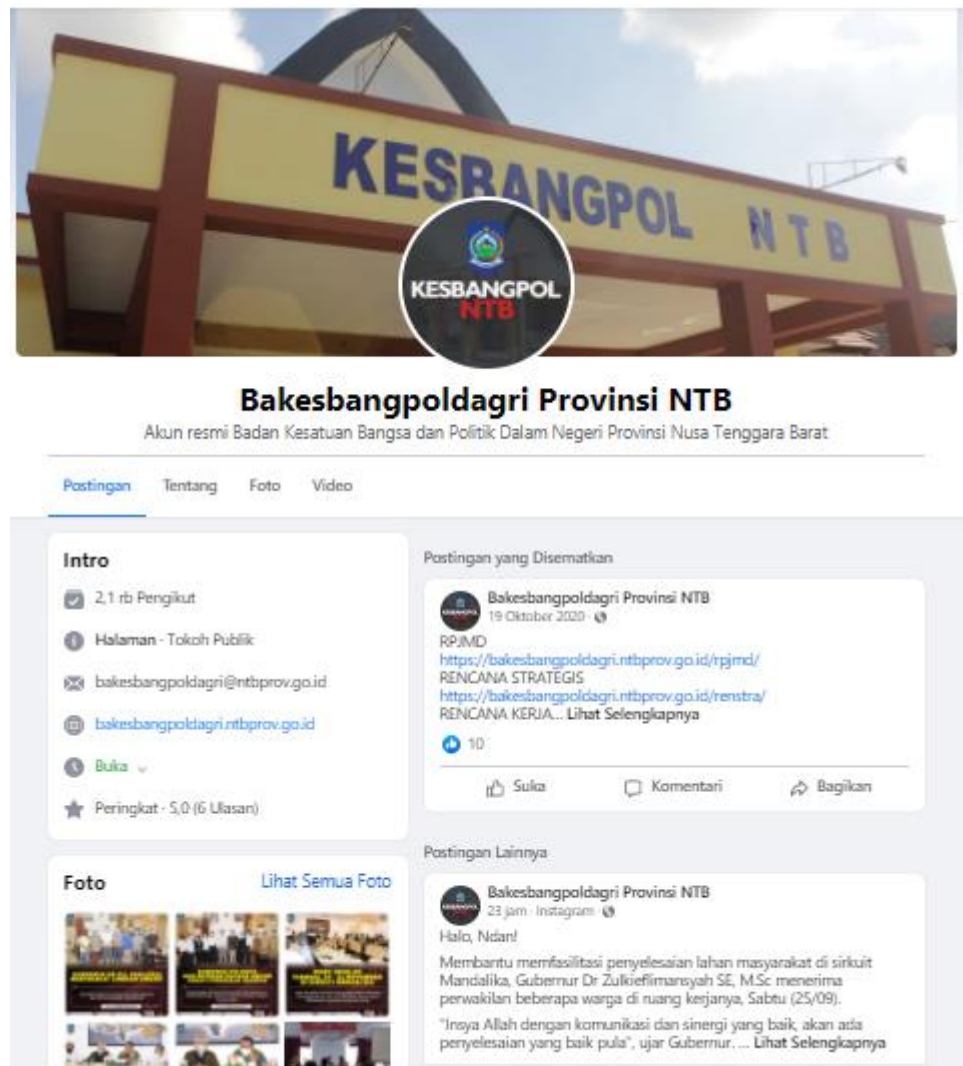 KESBANGPOL NTB
KESBANGPOL
NTB
Bakesbangpoldagri Provinsi NTB
Akun resmi Badan Kesatuan Bangsa dan Politik Dalam Negeri Provinsi Nusa Tenggara Barat
Postingan Tentang Foto Video
Intro
2,1 rb Pengikut
Halaman · Tokoh Publik
bakesbangpoldagri@ntbprov.go.id
bakesbangpoldagri.ntbprov.go.id
Buka
Peringkat · 5,0 (6 Ulasan)
Foto Lihat Semua Foto
Postingan yang Disematkan
Bakesbangpoldagri Provinsi NTB
19 Oktober 2020 ·
RPJMD
https://bakesbangpoldagri.ntbprov.go.id/rpjmd/
RENCANA STRATEGIS
https://bakesbangpoldagri.ntbprov.go.id/renstra/
RENCANA KERJA... Lihat Selengkapnya
10
Suka Komentari Bagikan
Postingan Lainnya
Bakesbangpoldagri Provinsi NTB
23 jam · Instagram ·
Halo, Ndan!
Membantu memfasilitasi penyelesaian lahan masyarakat di sirkuit
Mandalika, Gubernur Dr Zulkieflimansyah SE, M.Sc menerima
perwakilan beberapa warga di ruang kerjanya, Sabtu (25/09).
"Insya Allah dengan komunikasi dan sinergi yang baik, akan ada
penyelesaian yang baik pula", ujar Gubernur. ... Lihat Selengkapnya